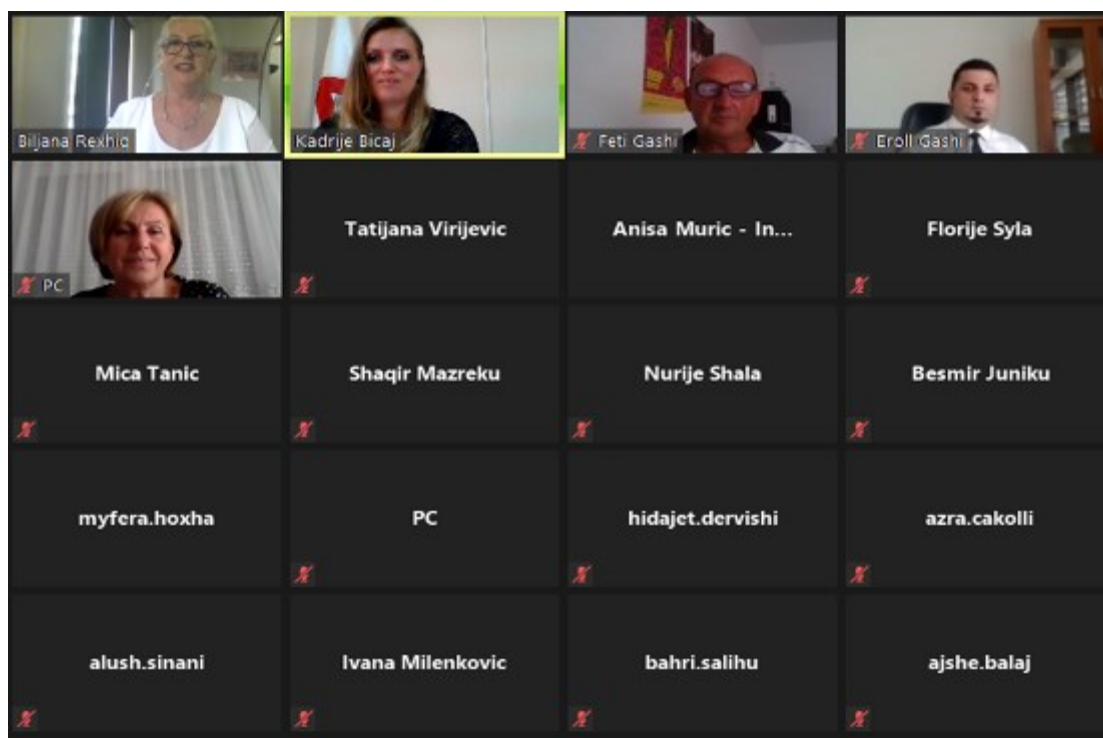 Biljana Rexhiq
Kadrije Bicaj
Feti Gashi
Eroll Gashi
PC
Tatijana Virijevic
Anisa Muric - In...
Florije Syla
Mica Tanic
Shaqir Mazreku
Nurije Shala
Besmir Juniku
myfera.hoxha
PC
hidajet.dervishi
azra.cakolli
alush.sinani
Ivana Milenkovic
bahri.salihu
ajshe.balaj